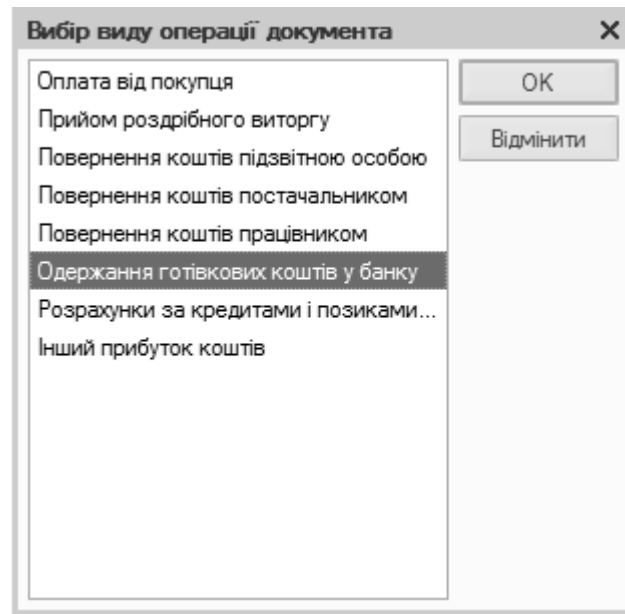 Вибір виду операції документа
Оплата від покупця
Прийом роздрібного виторгу
Повернення коштів підзвітною особою
Повернення коштів постачальником
Повернення коштів працівником
Одержання готівкових коштів у банку
Розрахунки за кредитами і позиками...
Інший прибуток коштів
ОК
Відмінити